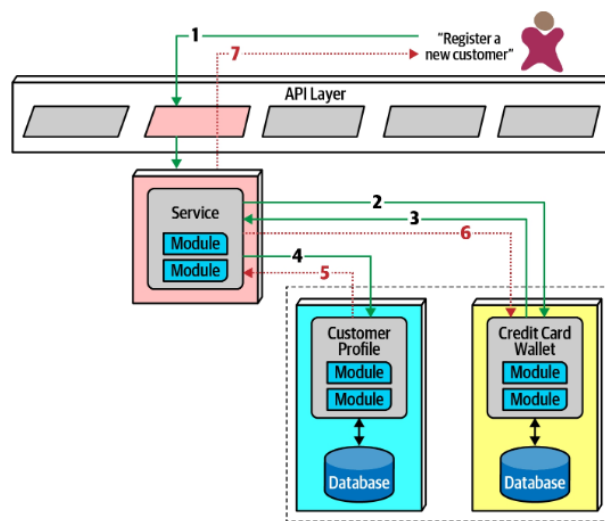 1
"Register a
new customer"
7
API Layer
Service
Module
Module
2
3
6
4
5
Customer
Profile
Module
Module
Database
Credit Card
Wallet
Module
Module
Database